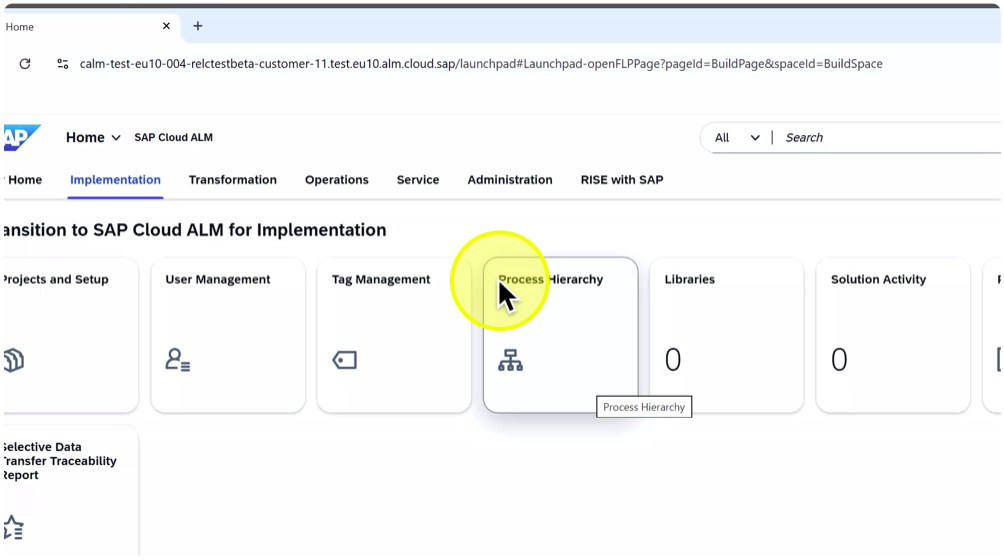 Home
calm-test-eu10-004-relctestbeta-customer-11.test.eu10.alm.cloud.sap/launchpad#Launchpad-openFLPPage?pageId=BuildPage&spaceId=BuildSpace
AP Home SAP Cloud ALM All | Search
Home Implementation Transformation Operations Service Administration RISE with SAP
ansition to SAP Cloud ALM for Implementation
Projects and Setup
User Management
Tag Management
Process Hierarchy
Libraries
0
Solution Activity
0
Process Hierarchy
Selective Data
Transfer Traceability
Report